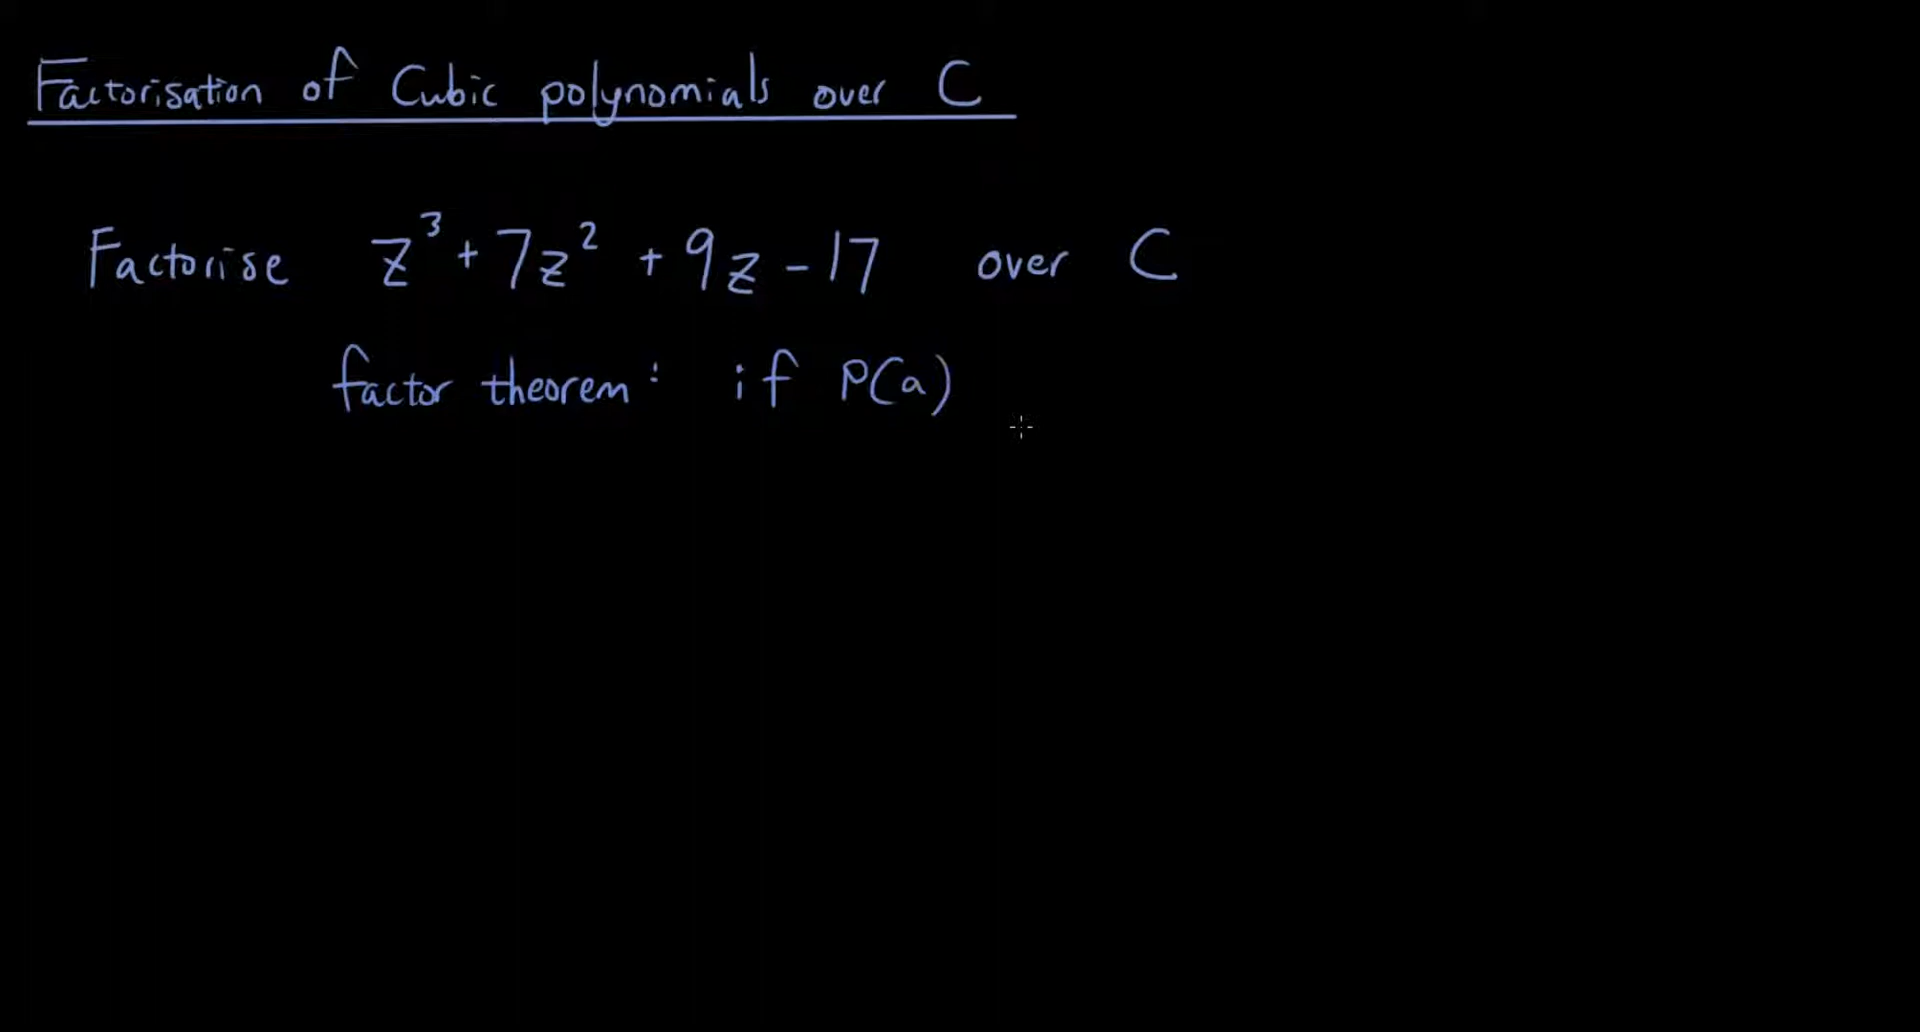 Factorisation of Cubic polynomials over C
Factorise z³ + 7z² + 9z - 17 over C
factor theorem: if P(a)